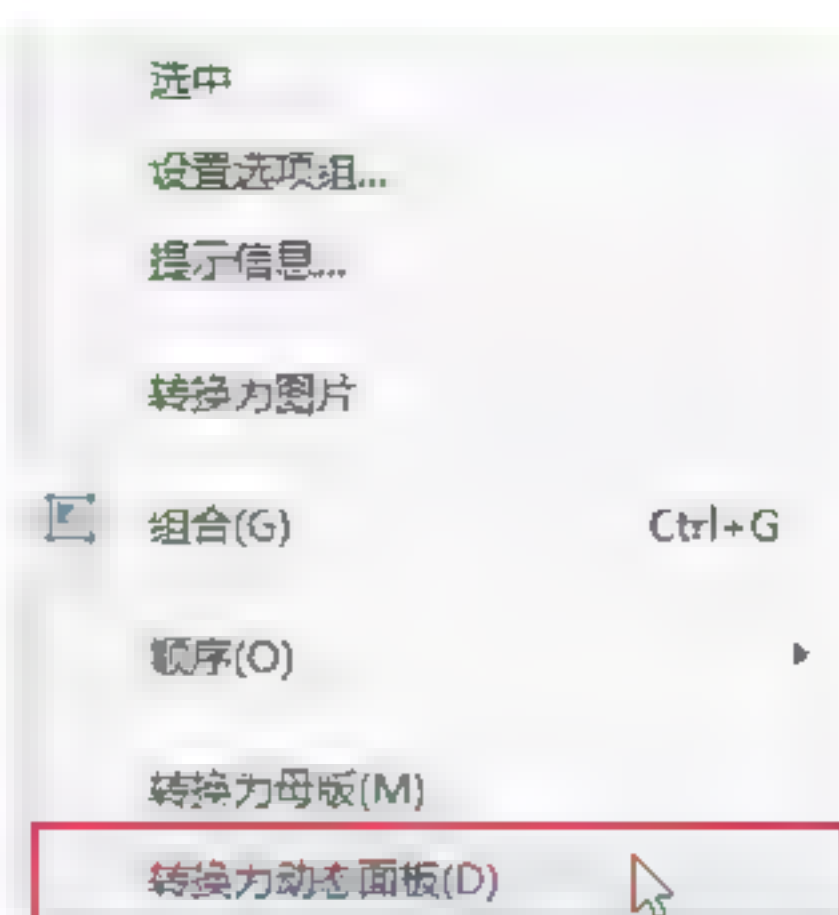 选中
设置选项组...
提示信息...
转换为图片
组合(G) Ctrl+G
顺序(O)
转换为母版(M)
转换为动态面板(D)